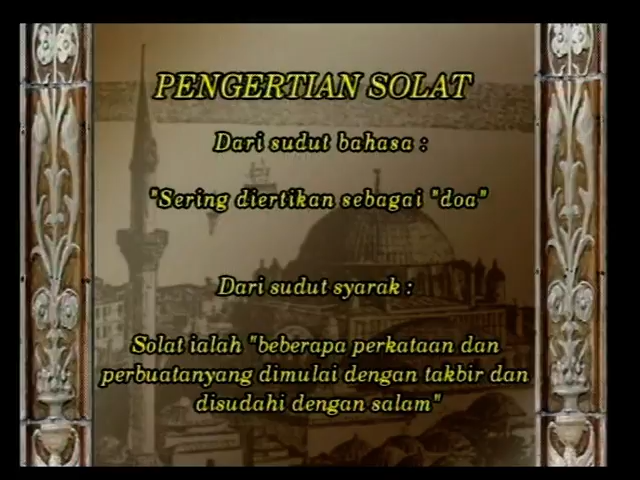 PENGERTIAN SOLAT
Dari sudut bahasa :
"Sering diertikan sebagai "doa"
Dari sudut syarak :
Solat ialah "beberapa perkataan dan
perbuatanyang dimulai dengan takbir dan
disudahi dengan salam"